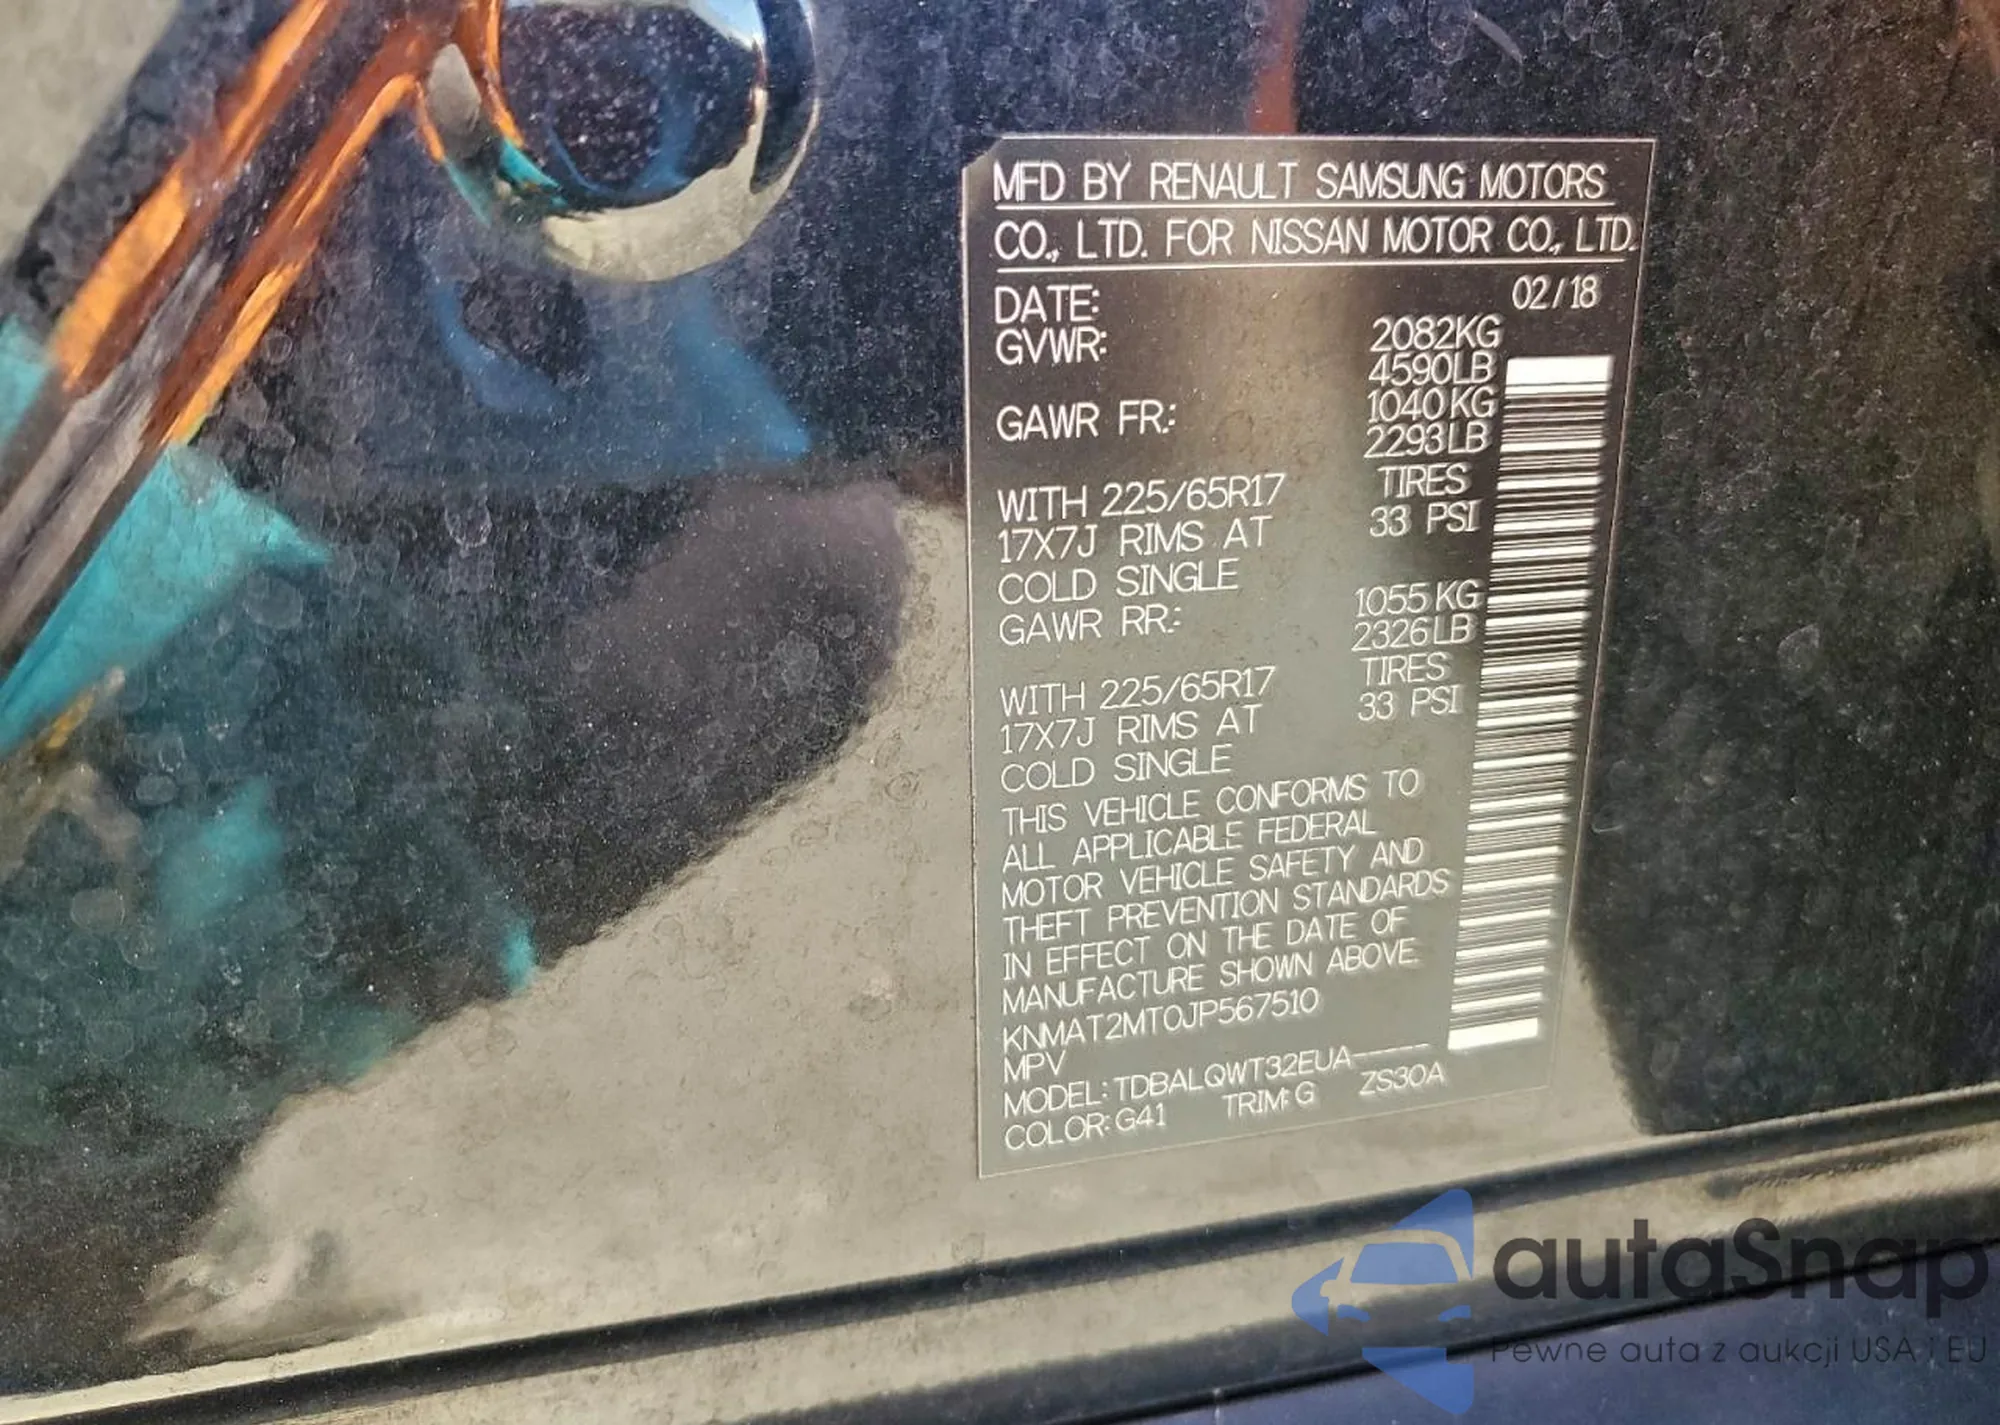 MFD BY RENAULT SAMSUNG MOTORS
CO., LTD. FOR NISSAN MOTOR CO., LTD.
DATE: 02/18
GVWR: 2082KG
4590LB
GAWR FR.: 1040KG
2293LB
WITH 225/65R17 TIRES
17X7J RIMS AT 33 PSI
COLD SINGLE
GAWR RR.: 1055KG
2326LB
WITH 225/65R17 TIRES
17X7J RIMS AT 33 PSI
COLD SINGLE
THIS VEHICLE CONFORMS TO
ALL APPLICABLE FEDERAL
MOTOR VEHICLE SAFETY AND
THEFT PREVENTION STANDARDS
IN EFFECT ON THE DATE OF
MANUFACTURE SHOWN ABOVE.
KNMAT2MT0JP567510
MPV
MODEL: TDBALQWT32EUA-----
COLOR: G41 TRIM: G ZS30A
autaSnap
Pewne auta z aukcji USA i EU